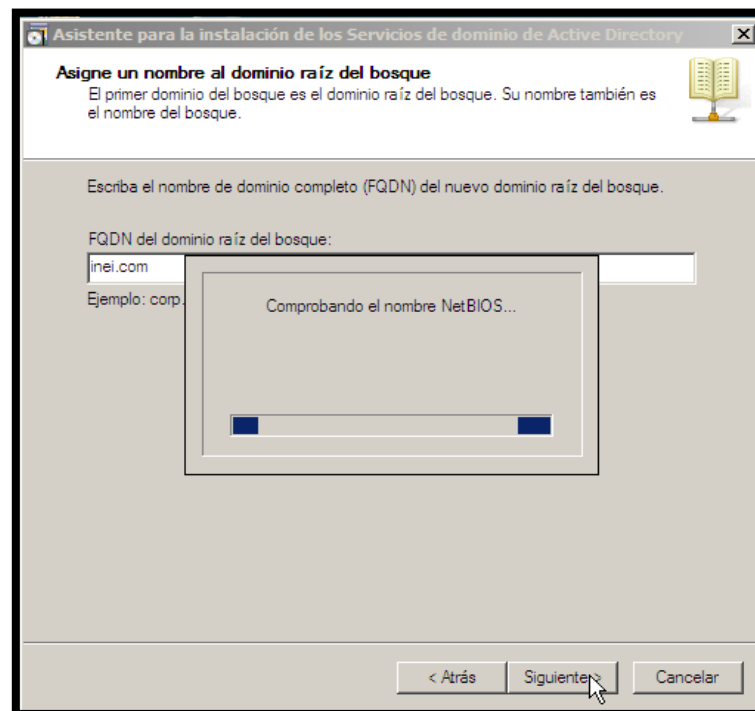 Asistente para la instalación de los Servicios de dominio de Active Directory
Asigne un nombre al dominio raíz del bosque
El primer dominio del bosque es el dominio raíz del bosque. Su nombre también es
el nombre del bosque.
Escriba el nombre de dominio completo (FQDN) del nuevo dominio raíz del bosque.
FQDN del dominio raíz del bosque:
inei.com
Ejemplo: corp.
Comprobando el nombre NetBIOS...
< Atrás
Siguiente >
Cancelar